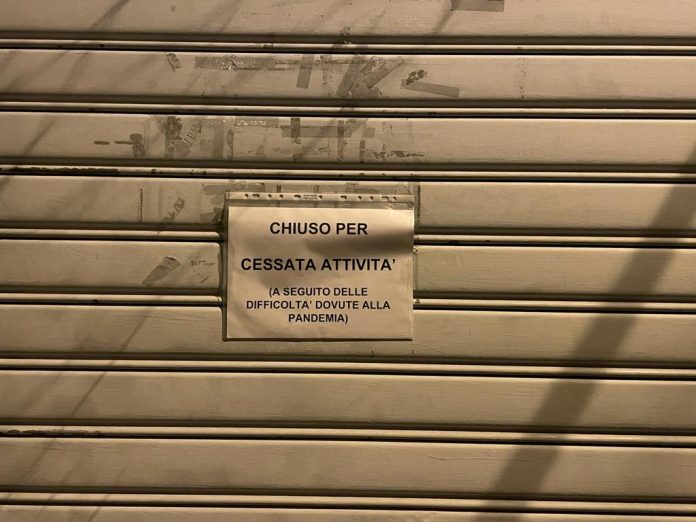 CHIUSO PER
CESSATA ATTIVITA’
(A SEGUITO DELLE
DIFFICOLTA’ DOVUTE ALLA
PANDEMIA)